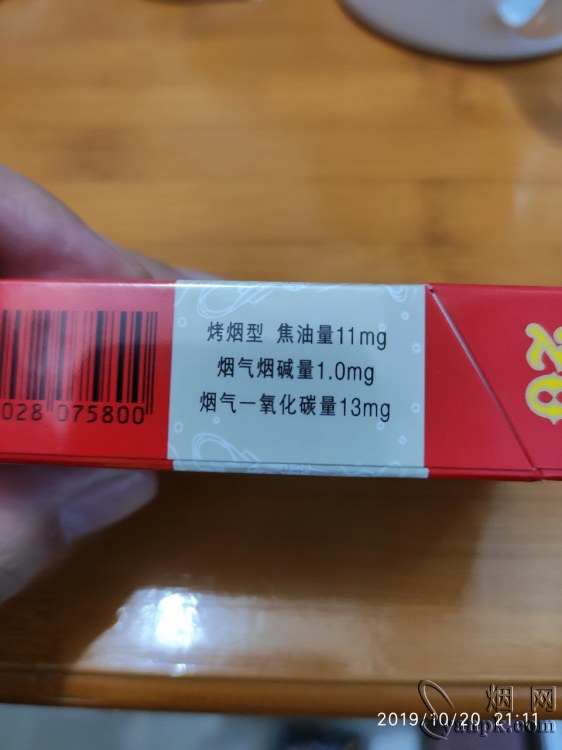 烤烟型 焦油量11mg
烟气烟碱量1.0mg
烟气一氧化碳量13mg
028 075800
20
烟网
2019/10/20 21:11